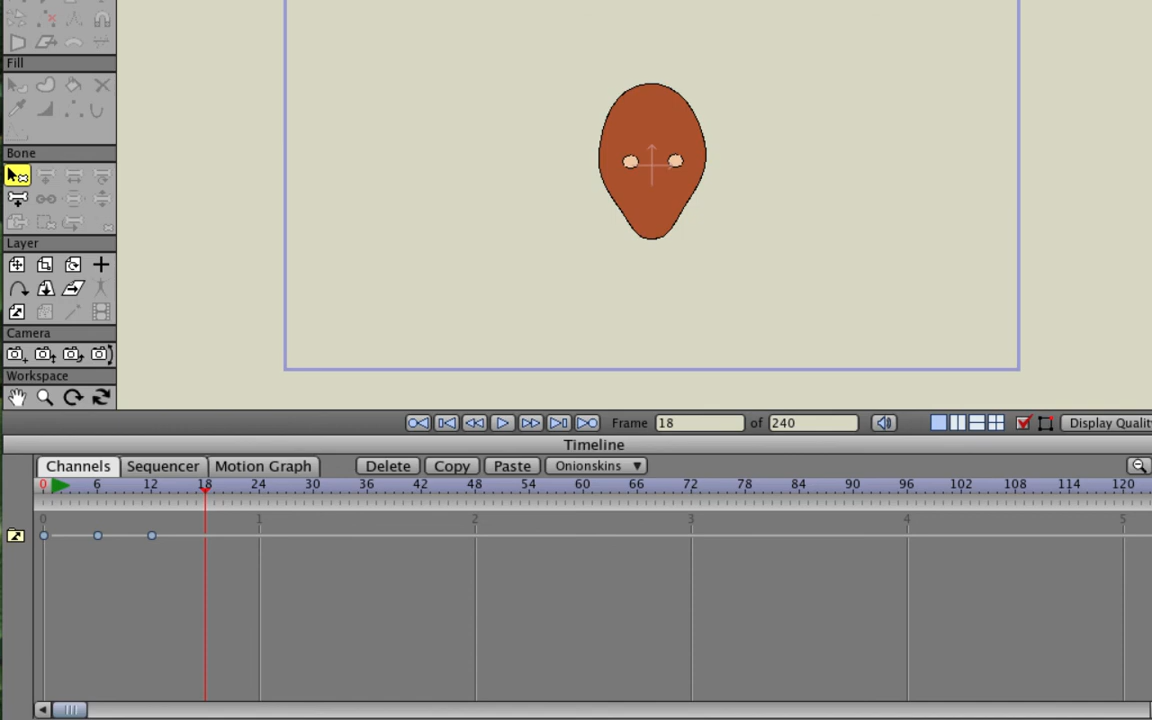 Fill
Bone
Layer
Camera
Workspace
Frame 18 of 240 Display Qualit
Timeline
Channels Sequencer Motion Graph Delete Copy Paste Onionskins
0 6 12 18 24 30 36 42 48 54 60 66 72 78 84 90 96 102 108 114 120
0 1 2 3 4 5